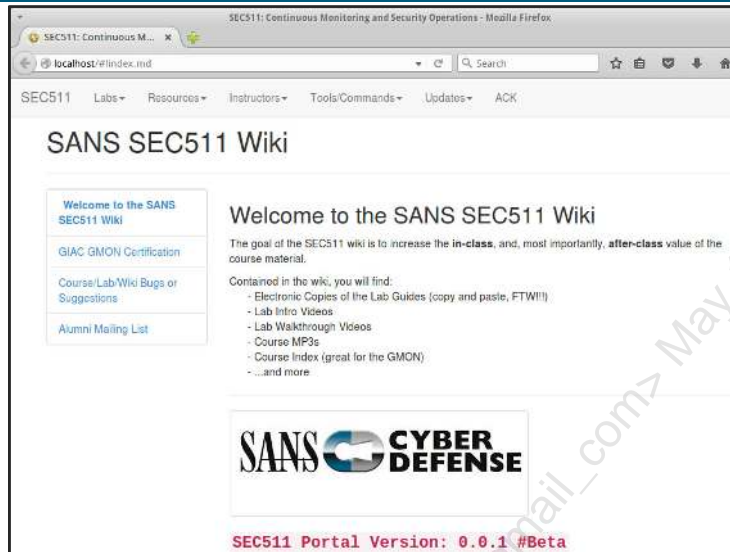 SEC511: Continuous Monitoring and Security Operations - Mozilla Firefox
SEC511: Continuous M... ×
localhost/#!index.md
Search
SEC511 Labs Resources Instructors Tools/Commands Updates ACK
SANS SEC511 Wiki
Welcome to the SANS
SEC511 Wiki
GIAC GMON Certification
Course/Lab/Wiki Bugs or
Suggestions
Alumni Mailing List
Welcome to the SANS SEC511 Wiki
The goal of the SEC511 wiki is to increase the in-class, and, most importantly, after-class value of the
course material.
Contained in the wiki, you will find:
- Electronic Copies of the Lab Guides (copy and paste, FTW!!!)
- Lab Intro Videos
- Lab Walkthrough Videos
- Course MP3s
- Course Index (great for the GMON)
- ...and more
SANS CYBER
DEFENSE
SEC511 Portal Version: 0.0.1 #Beta
mail_com> May